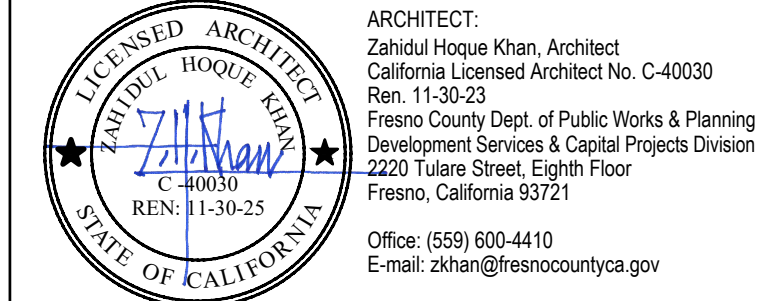 LICENSED ARCHITECT
ZAHIDUL HOQUE KHAN
Z.H.Khan
C -40030
REN: 11-30-25
STATE OF CALIFORNIA
ARCHITECT:
Zahidul Hoque Khan, Architect
California Licensed Architect No. C-40030
Ren. 11-30-23
Fresno County Dept. of Public Works & Planning
Development Services & Capital Projects Division
2220 Tulare Street, Eighth Floor
Fresno, California 93721
Office: (559) 600-4410
E-mail: zkhan@fresnocountyca.gov